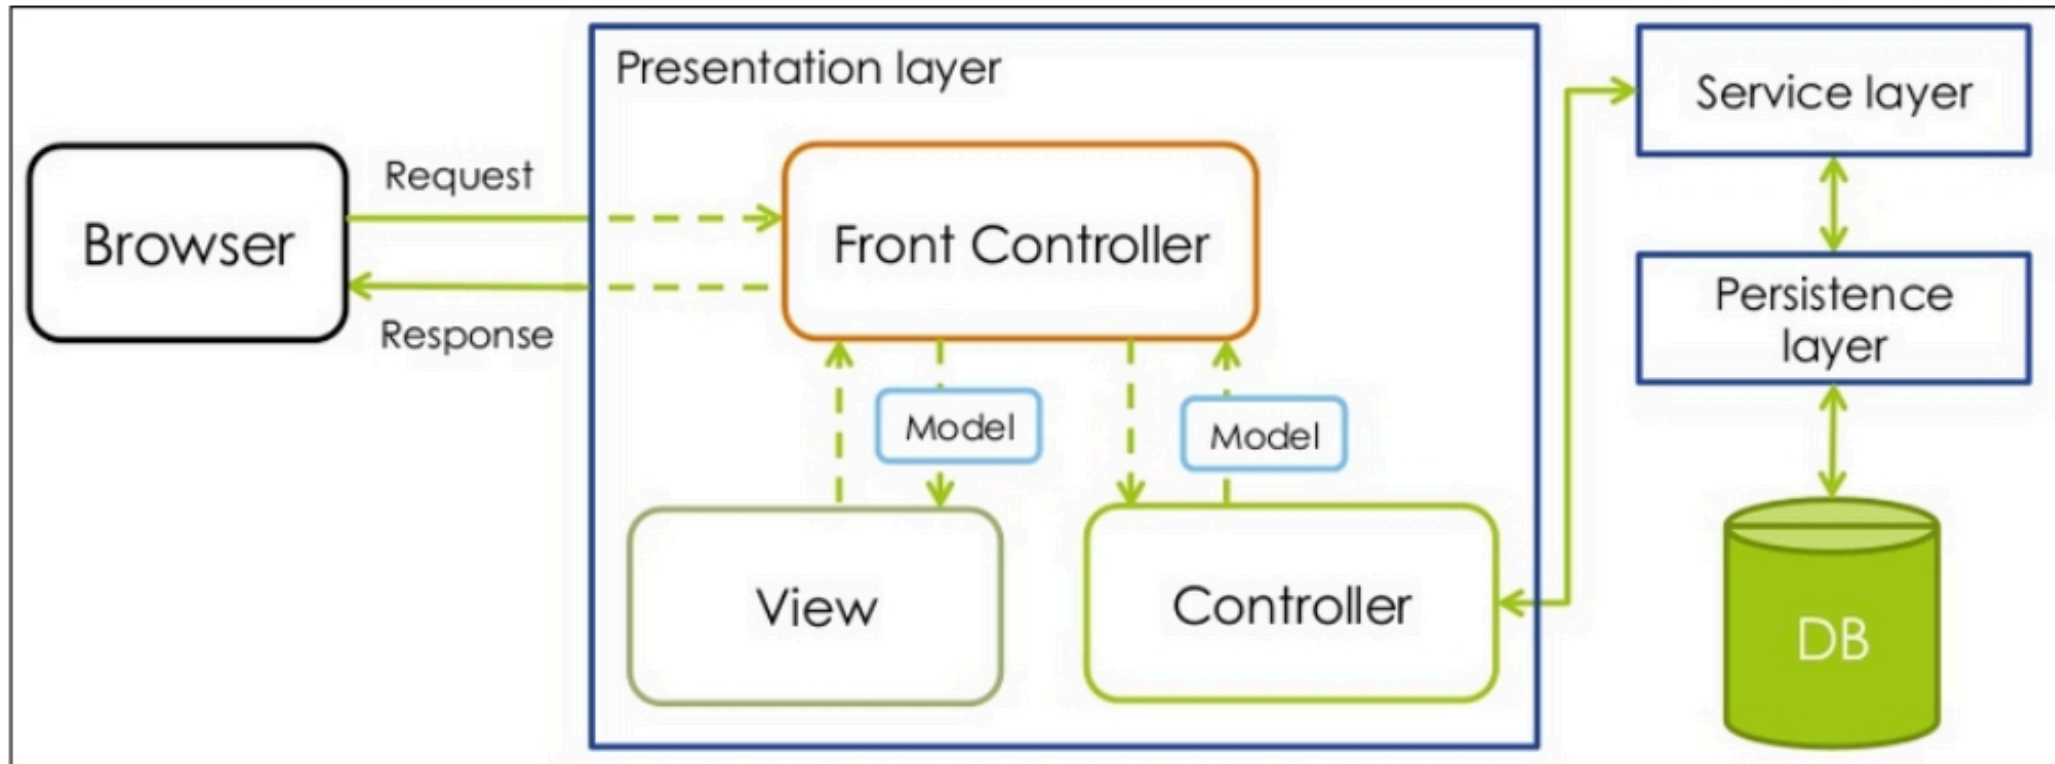 Presentation layer
Service layer
Request
Browser
Front Controller
Response
Persistence
layer
Model
Model
View
Controller
DB